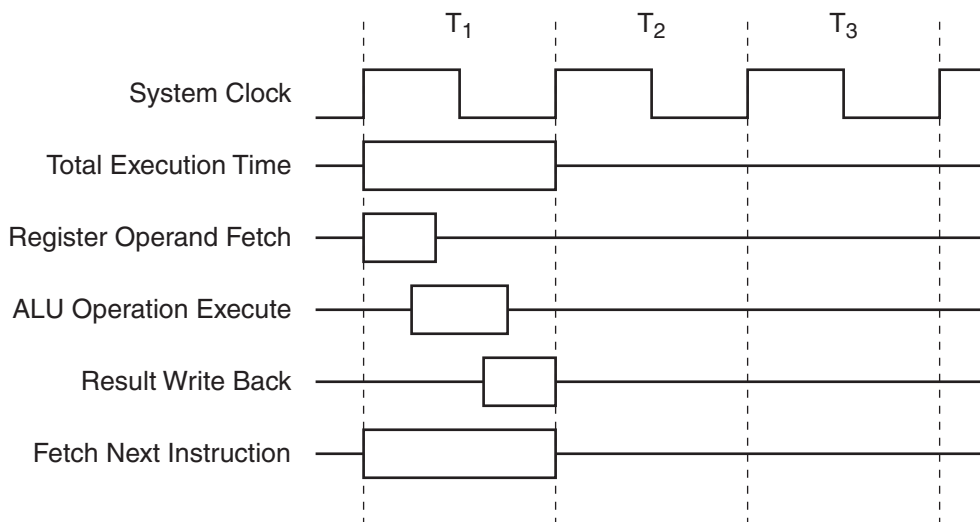 T1 T2 T3
System Clock
Total Execution Time
Register Operand Fetch
ALU Operation Execute
Result Write Back
Fetch Next Instruction